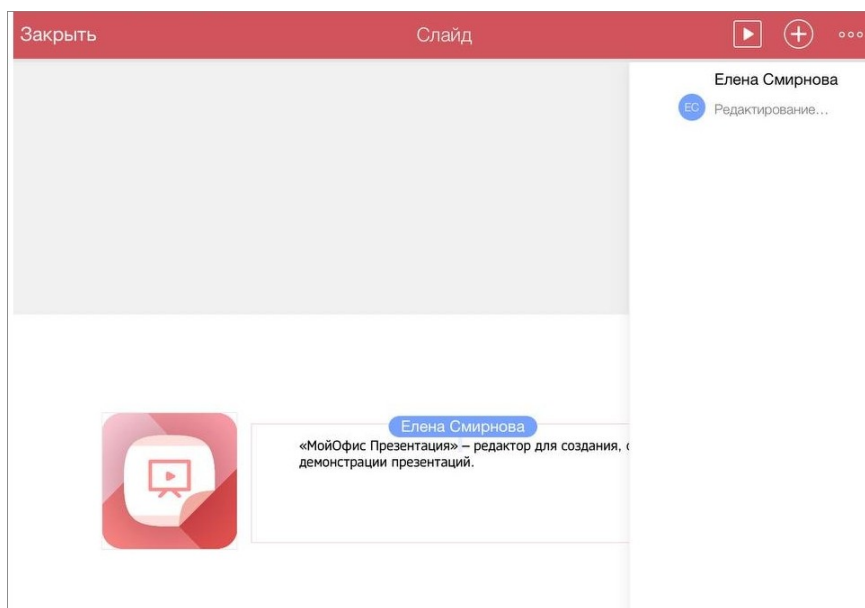 Закрыть
Слайд
Елена Смирнова
ЕС
Редактирование...
Елена Смирнова
«МойОфис Презентация» – редактор для создания,
демонстрации презентаций.